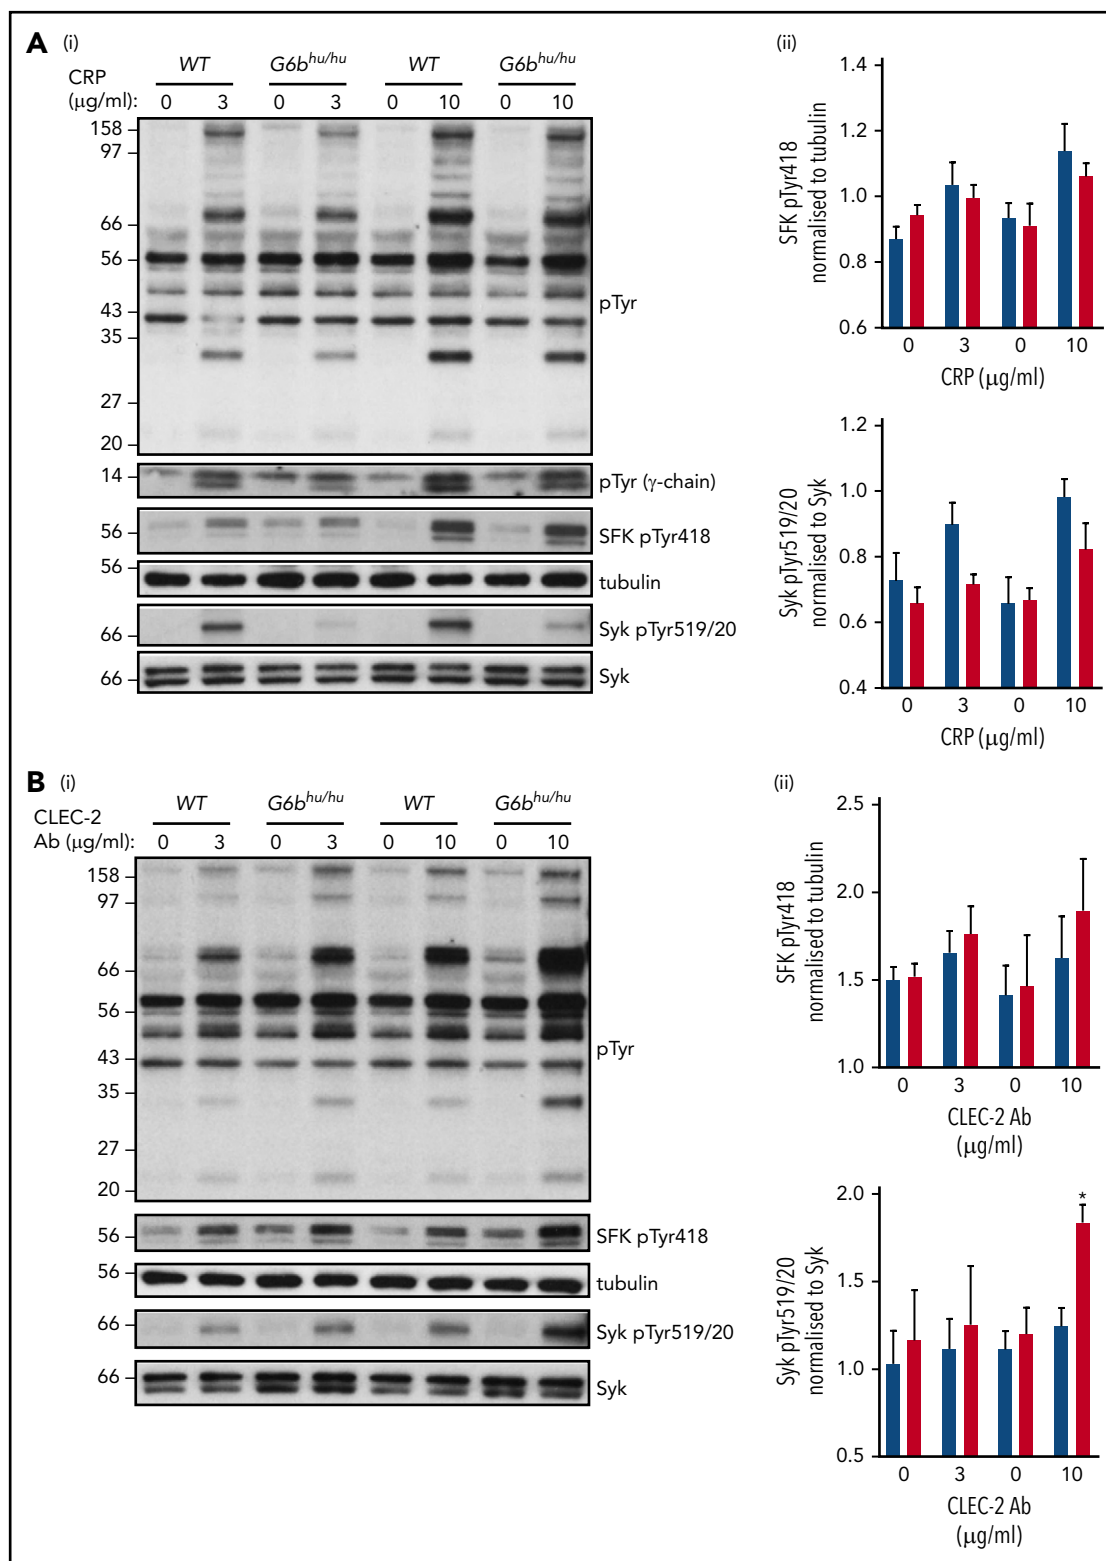 A (i)
WT G6b^hu/hu WT G6b^hu/hu
CRP
(μg/ml): 0 3 0 3 0 10 0 10
158
97
66
56
43
35
27
20
pTyr
14
pTyr (γ-chain)
56
SFK pTyr418
56
tubulin
66
Syk pTyr519/20
66
Syk
(ii)
SFK pTyr418
normalised to tubulin
1.4
1.2
1.0
0.8
0.6
0 3 0 10
CRP (μg/ml)
Syk pTyr519/20
normalised to Syk
1.2
1.0
0.8
0.6
0.4
0 3 0 10
CRP (μg/ml)
B (i)
WT G6b^hu/hu WT G6b^hu/hu
CLEC-2
Ab (μg/ml): 0 3 0 3 0 10 0 10
158
97
66
56
43
35
27
20
pTyr
56
SFK pTyr418
56
tubulin
66
Syk pTyr519/20
66
Syk
(ii)
SFK pTyr418
normalised to tubulin
2.5
2.0
1.5
1.0
0 3 0 10
CLEC-2 Ab
(μg/ml)
Syk pTyr519/20
normalised to Syk
2.0
1.5
1.0
0.5
*
0 3 0 10
CLEC-2 Ab
(μg/ml)